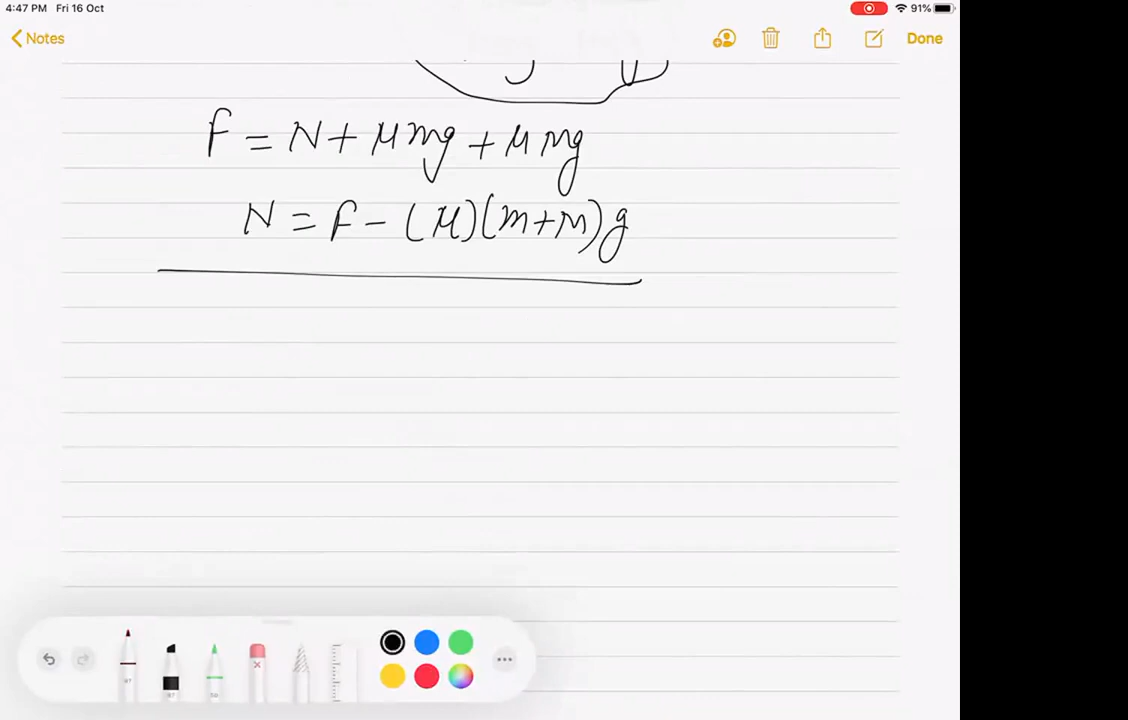 4:47 PM Fri 16 Oct
91%
Notes
Done
F = N + μmg + μMg
N = F - (μ)(m+M)g